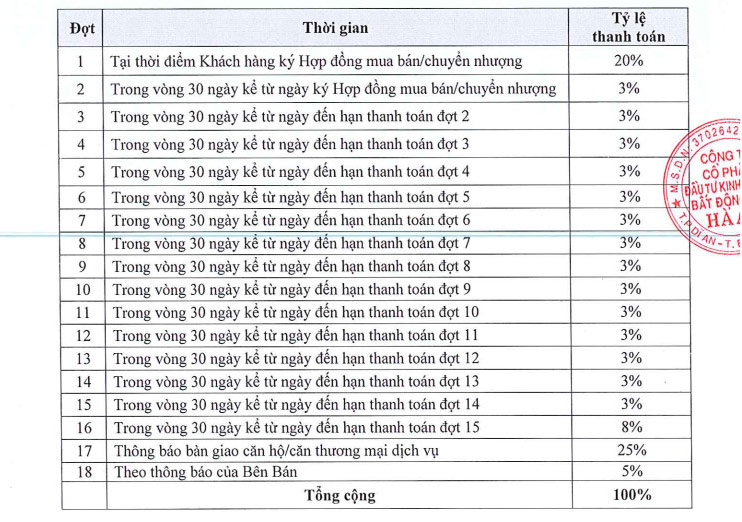 Đợt Thời gian Tỷ lệ thanh toán
1 Tại thời điểm Khách hàng ký Hợp đồng mua bán/chuyển nhượng 20%
2 Trong vòng 30 ngày kể từ ngày ký Hợp đồng mua bán/chuyển nhượng 3%
3 Trong vòng 30 ngày kể từ ngày đến hạn thanh toán đợt 2 3%
4 Trong vòng 30 ngày kể từ ngày đến hạn thanh toán đợt 3 3%
5 Trong vòng 30 ngày kể từ ngày đến hạn thanh toán đợt 4 3%
6 Trong vòng 30 ngày kể từ ngày đến hạn thanh toán đợt 5 3%
7 Trong vòng 30 ngày kể từ ngày đến hạn thanh toán đợt 6 3%
8 Trong vòng 30 ngày kể từ ngày đến hạn thanh toán đợt 7 3%
9 Trong vòng 30 ngày kể từ ngày đến hạn thanh toán đợt 8 3%
10 Trong vòng 30 ngày kể từ ngày đến hạn thanh toán đợt 9 3%
11 Trong vòng 30 ngày kể từ ngày đến hạn thanh toán đợt 10 3%
12 Trong vòng 30 ngày kể từ ngày đến hạn thanh toán đợt 11 3%
13 Trong vòng 30 ngày kể từ ngày đến hạn thanh toán đợt 12 3%
14 Trong vòng 30 ngày kể từ ngày đến hạn thanh toán đợt 13 3%
15 Trong vòng 30 ngày kể từ ngày đến hạn thanh toán đợt 14 3%
16 Trong vòng 30 ngày kể từ ngày đến hạn thanh toán đợt 15 8%
17 Thông báo bàn giao căn hộ/căn thương mại dịch vụ 25%
18 Theo thông báo của Bên Bán 5%
Tổng cộng 100%
M.S.D.N: 3702642
CÔNG T
CỔ PHẦ
ĐẦU TƯ KINH
BẤT ĐỘNG
HÀ A
T.P DĨ AN - T. B